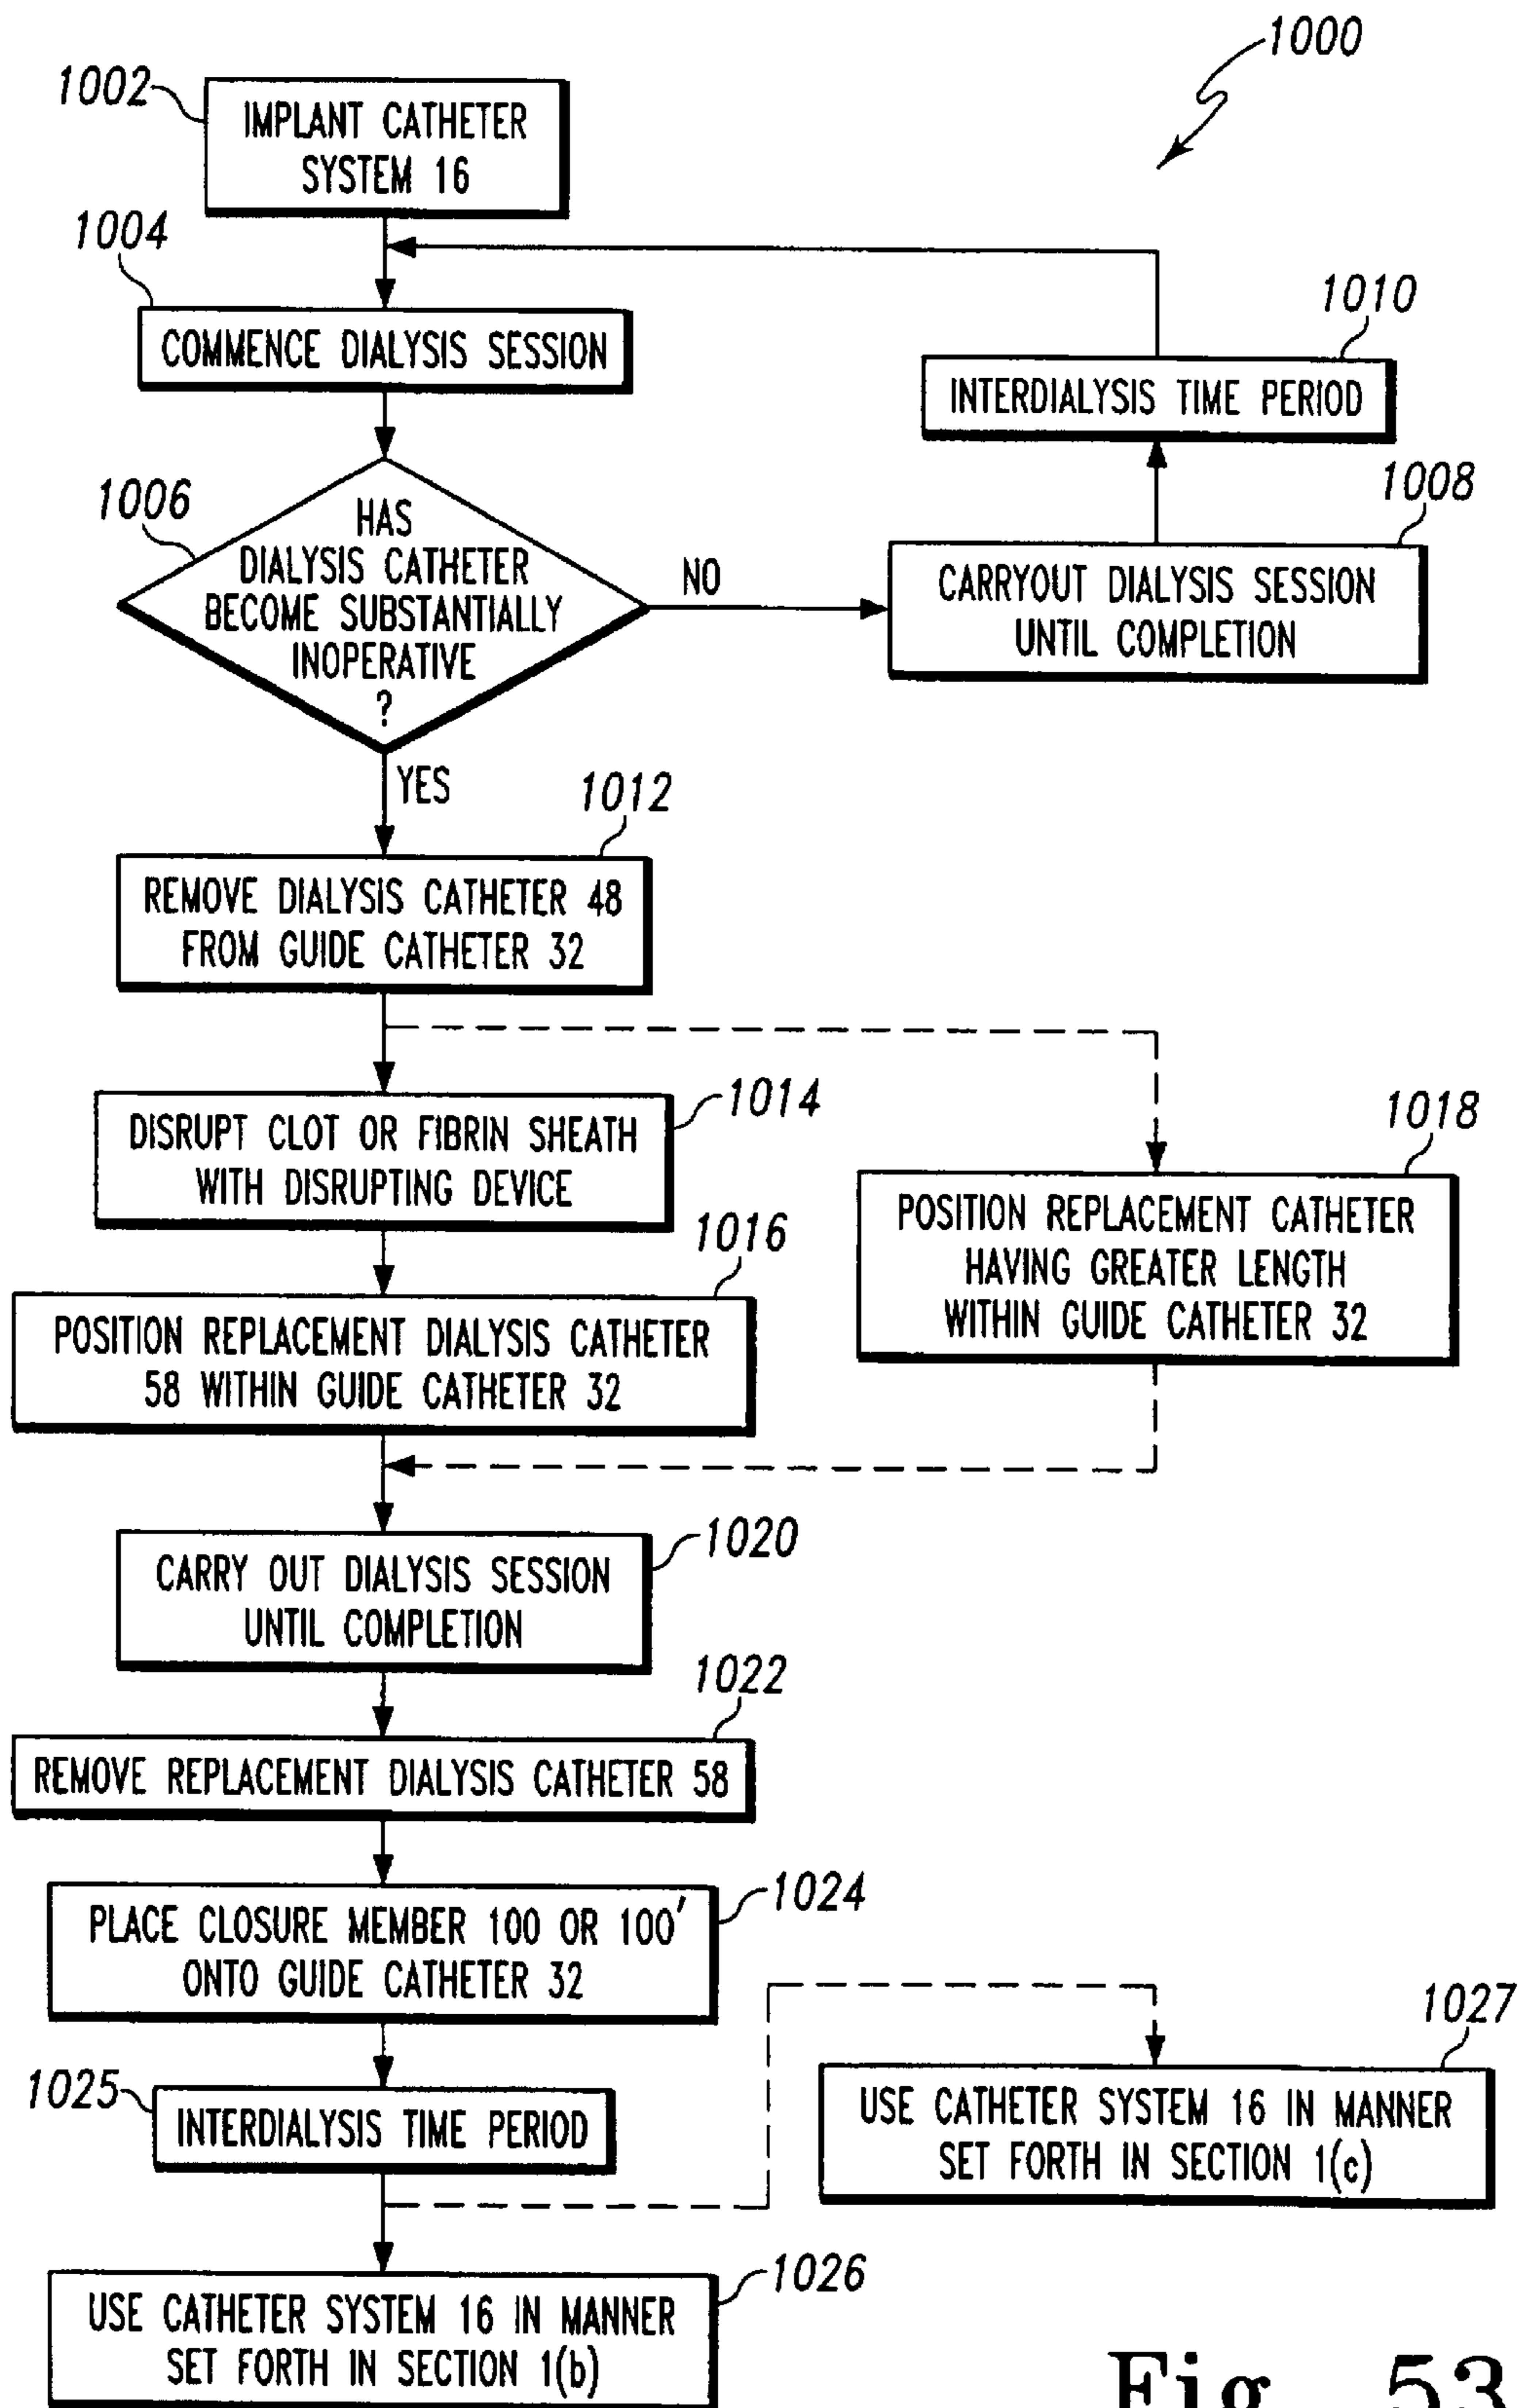 1000
1002
IMPLANT CATHETER
SYSTEM 16
1004
COMMENCE DIALYSIS SESSION
1010
INTERDIALYSIS TIME PERIOD
1006
HAS
DIALYSIS CATHETER
BECOME SUBSTANTIALLY
INOPERATIVE
?
NO
1008
CARRYOUT DIALYSIS SESSION
UNTIL COMPLETION
YES
1012
REMOVE DIALYSIS CATHETER 48
FROM GUIDE CATHETER 32
1014
DISRUPT CLOT OR FIBRIN SHEATH
WITH DISRUPTING DEVICE
1018
POSITION REPLACEMENT CATHETER
HAVING GREATER LENGTH
WITHIN GUIDE CATHETER 32
1016
POSITION REPLACEMENT DIALYSIS CATHETER
58 WITHIN GUIDE CATHETER 32
1020
CARRY OUT DIALYSIS SESSION
UNTIL COMPLETION
1022
REMOVE REPLACEMENT DIALYSIS CATHETER 58
1024
PLACE CLOSURE MEMBER 100 OR 100'
ONTO GUIDE CATHETER 32
1025
INTERDIALYSIS TIME PERIOD
1027
USE CATHETER SYSTEM 16 IN MANNER
SET FORTH IN SECTION 1(c)
1026
USE CATHETER SYSTEM 16 IN MANNER
SET FORTH IN SECTION 1(b)
Fig. 53